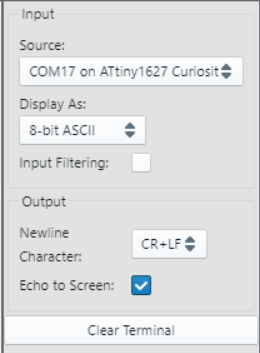 Input
Source:
COM17 on ATtiny1627 Curiosit
Display As:
8-bit ASCII
Input Filtering:
Output
Newline
Character:
CR+LF
Echo to Screen:
Clear Terminal